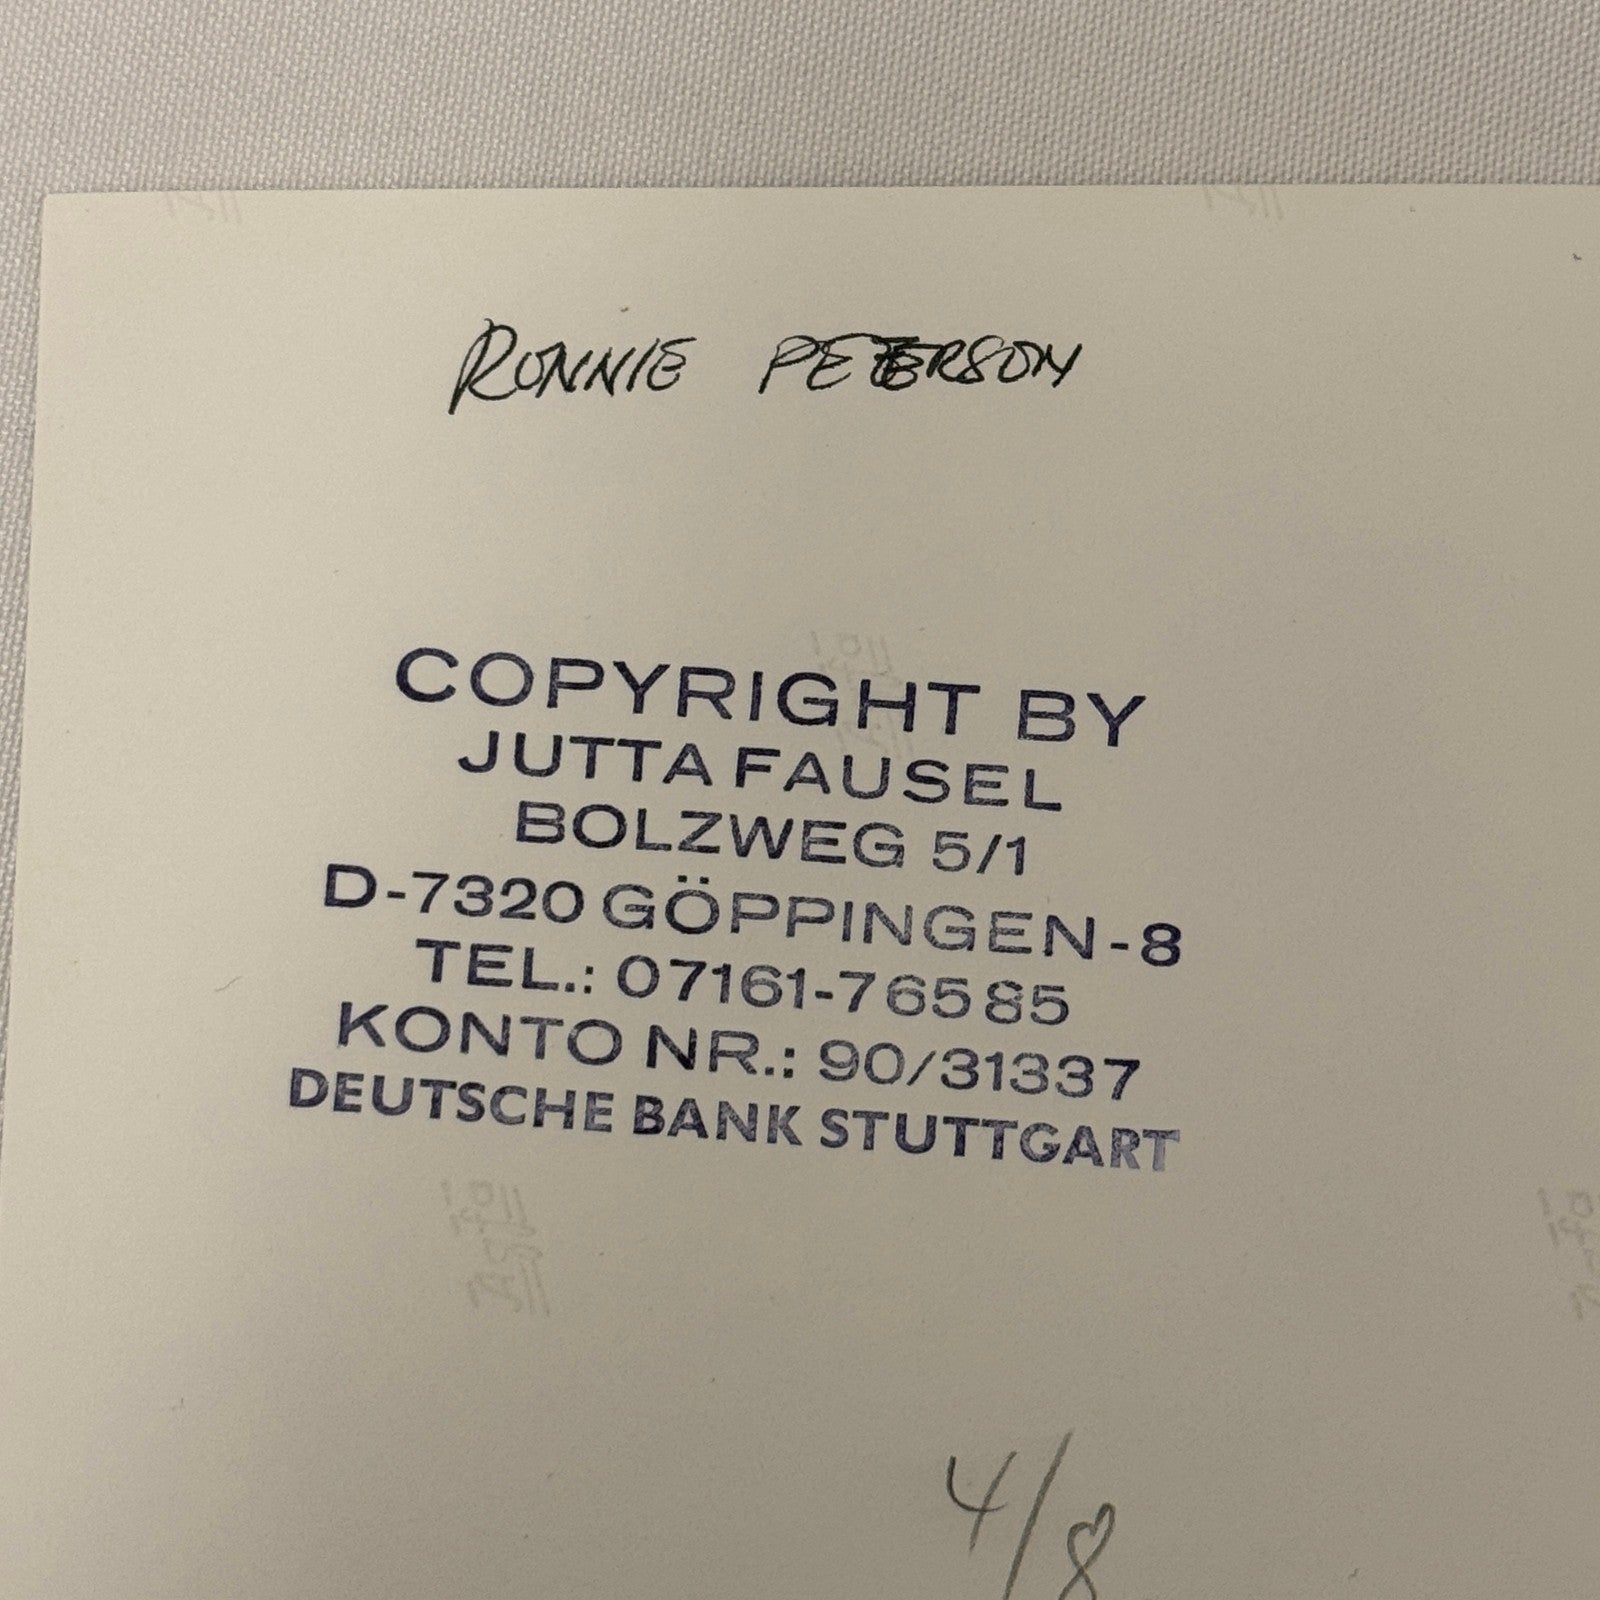 RONNIE PETERSON
COPYRIGHT BY
JUTTA FAUSEL
BOLZWEG 5/1
D-7320 GÖPPINGEN-8
TEL.: 07161-76585
KONTO NR.: 90/31337
DEUTSCHE BANK STUTTGART
4/8